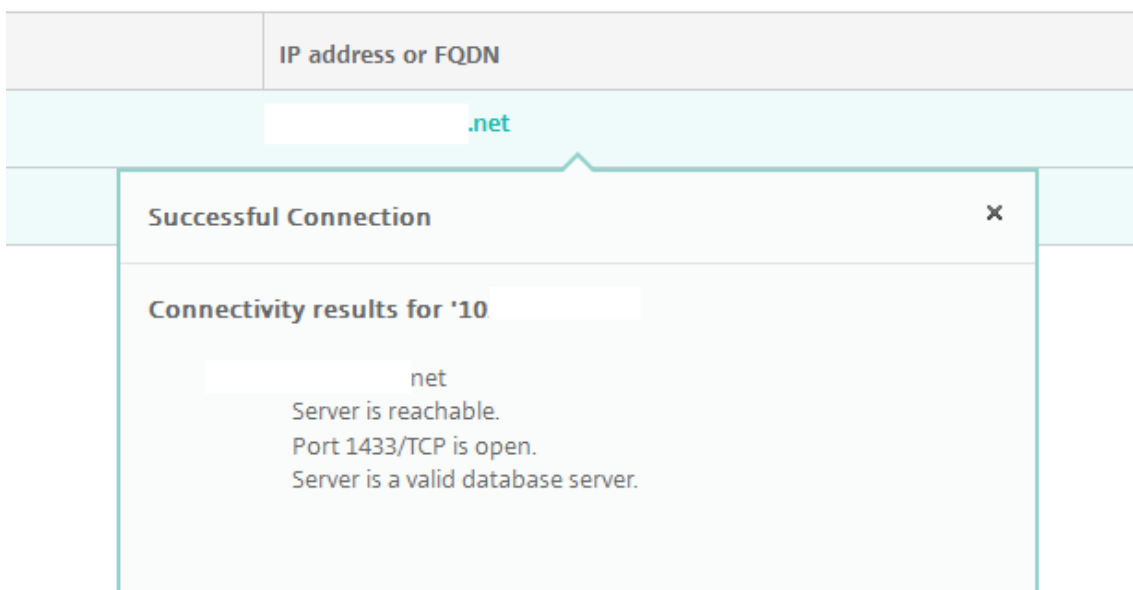 IP address or FQDN
.net
Successful Connection
Connectivity results for '10
net
Server is reachable.
Port 1433/TCP is open.
Server is a valid database server.